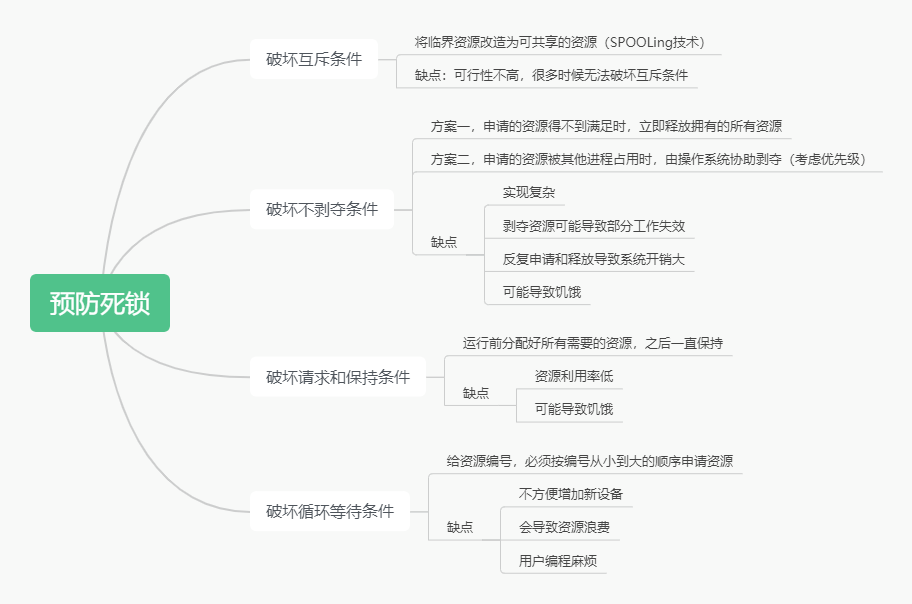 预防死锁
破坏互斥条件
将临界资源改造为可共享的资源（SPOOLing技术）
缺点：可行性不高，很多时候无法破坏互斥条件
破坏不剥夺条件
方案一，申请的资源得不到满足时，立即释放拥有的所有资源
方案二，申请的资源被其他进程占用时，由操作系统协助剥夺（考虑优先级）
缺点
实现复杂
剥夺资源可能导致部分工作失效
反复申请和释放导致系统开销大
可能导致饥饿
破坏请求和保持条件
运行前分配好所有需要的资源，之后一直保持
缺点
资源利用率低
可能导致饥饿
破坏循环等待条件
给资源编号，必须按编号从小到大的顺序申请资源
缺点
不方便增加新设备
会导致资源浪费
用户编程麻烦